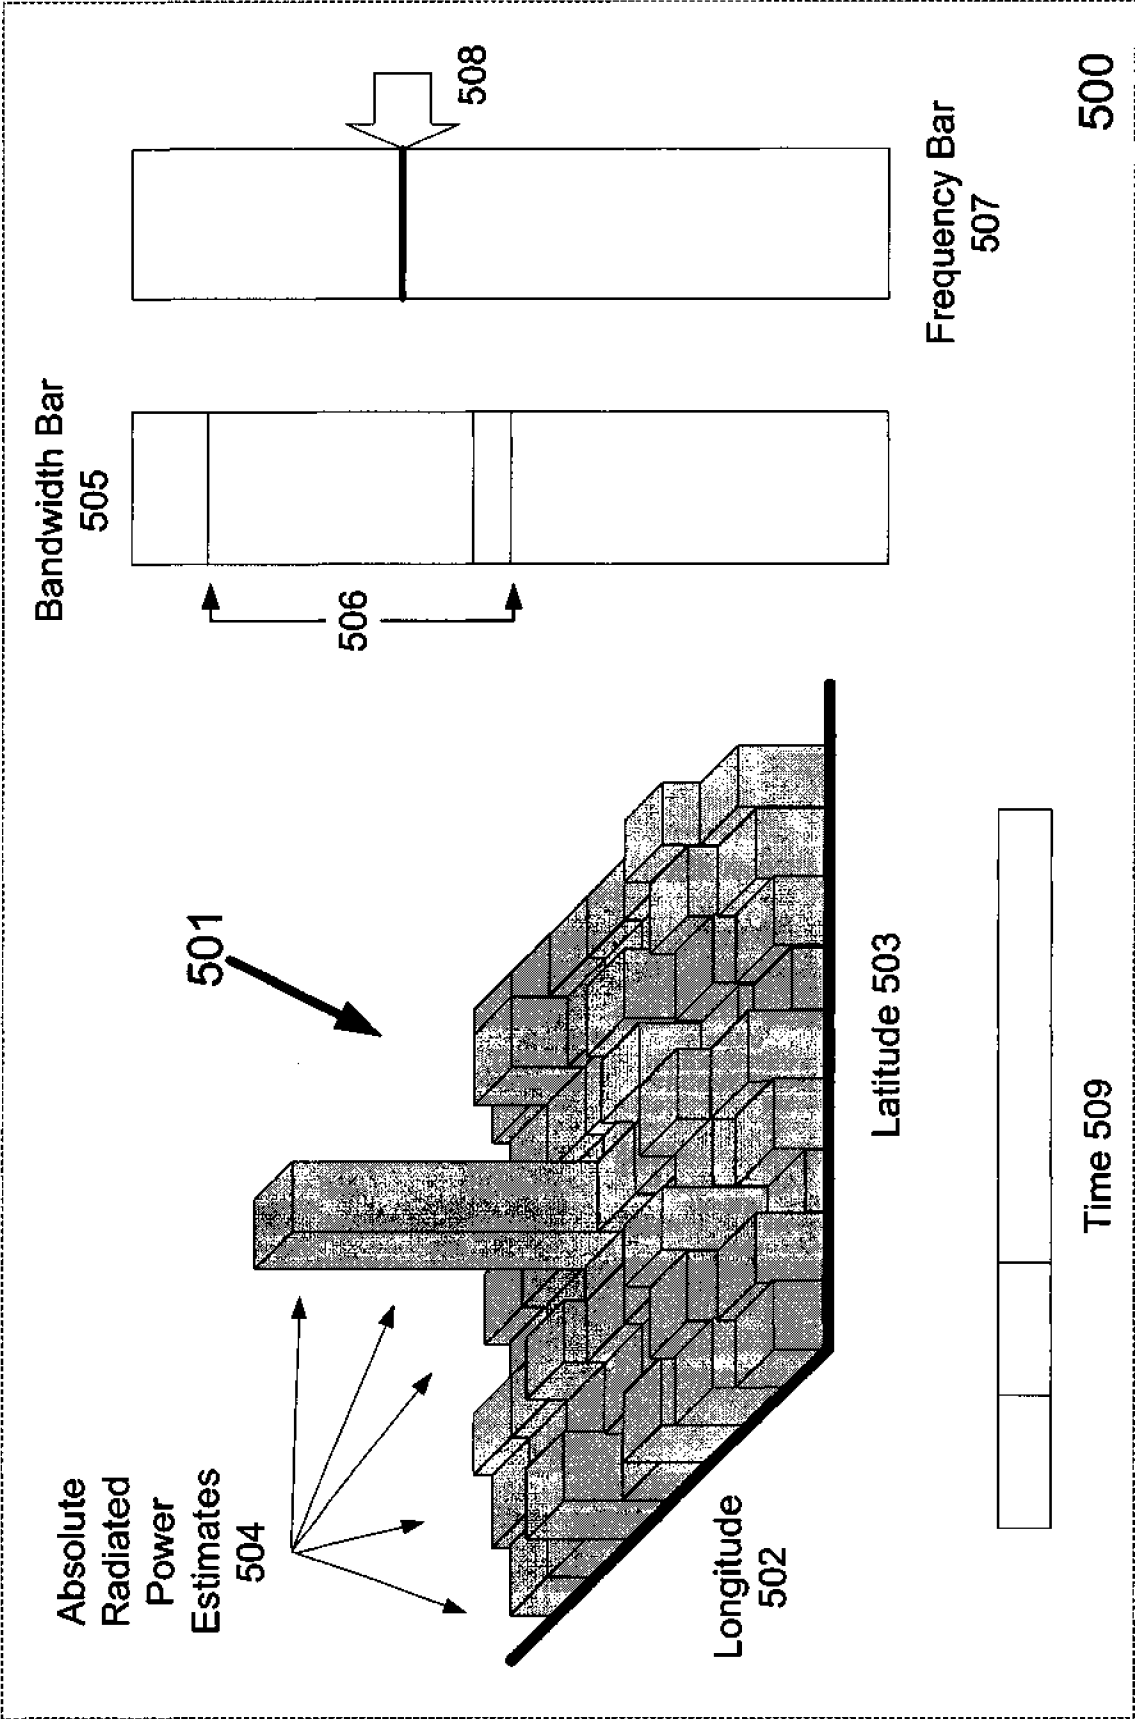 Absolute
Radiated
Power
Estimates
504
501
Bandwidth Bar
505
506
508
Longitude
502
Latitude 503
Frequency Bar
507
Time 509
500